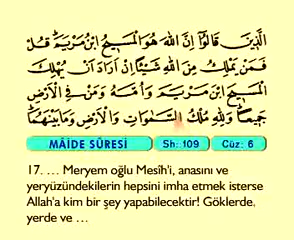 الَّذِينَ قَالُوٓا اِنَّ اللّٰهَ هُوَ الْمَسِيحُ ابْنُ مَرْيَمَ قُلْ
فَمَنْ يَمْلِكُ مِنَ اللّٰهِ شَيْـًٔا اِنْ اَرَادَ اَنْ يُهْلِكَ
الْمَسِيحَ ابْنَ مَرْيَمَ وَاُمَّهُ وَمَنْ فِي الْاَرْضِ
جَمِيعًا وَلِلّٰهِ مُلْكُ السَّمٰوَاتِ وَالْاَرْضِ وَمَا بَيْنَهُمَا
MÂİDE SÛRESİ Sh: 109 Cüz: 6
17. ... Meryem oğlu Mesîh'i, anasını ve
yeryüzündekilerin hepsini imha etmek isterse
Allah'a kim bir şey yapabilecektir! Göklerde,
yerde ve ...